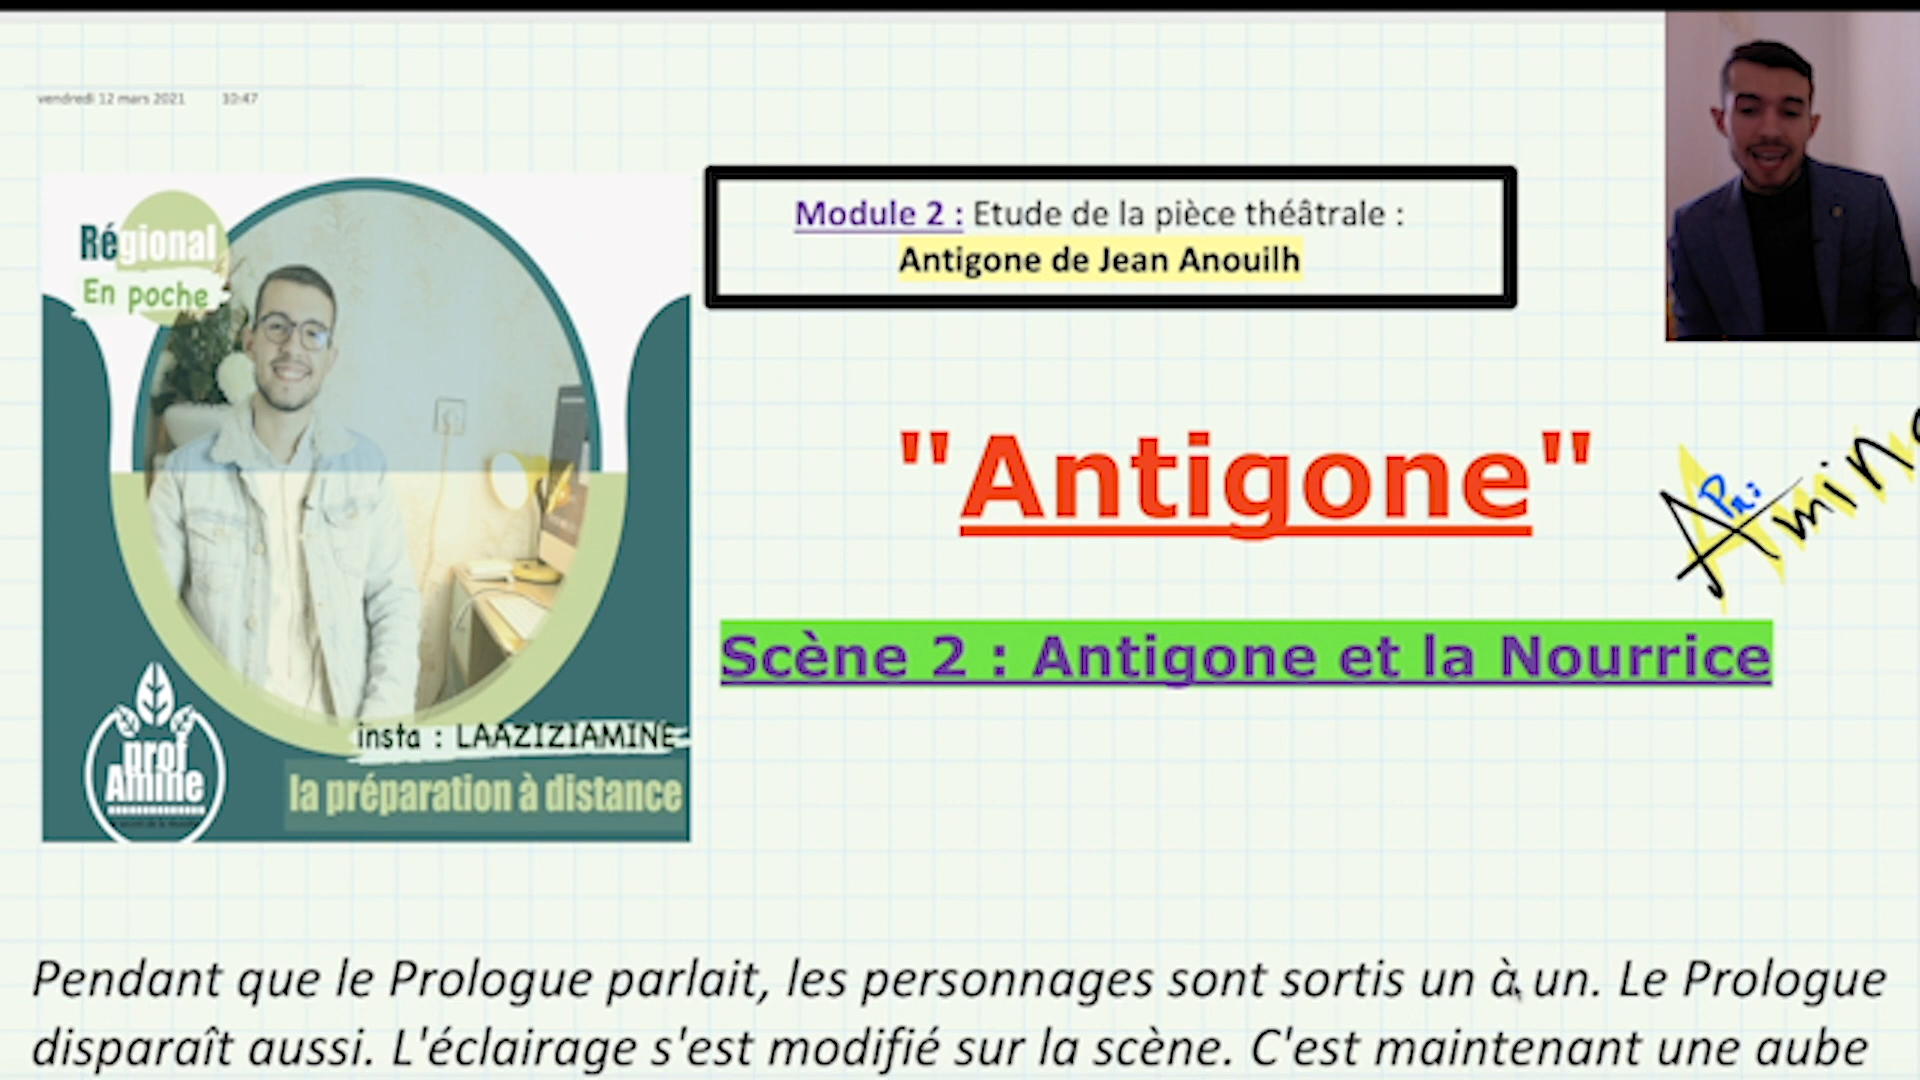 vendredi 12 mars 2021 10:47
Régional
En poche
Module 2 : Etude de la pièce théâtrale :
Antigone de Jean Anouilh
"Antigone"
Pr:
Amin
Scène 2 : Antigone et la Nourrice
insta : LAAZIZIAMINE
prof
Amine
la préparation à distance
Pendant que le Prologue parlait, les personnages sont sortis un à un. Le Prologue
disparaît aussi. L'éclairage s'est modifié sur la scène. C'est maintenant une aube